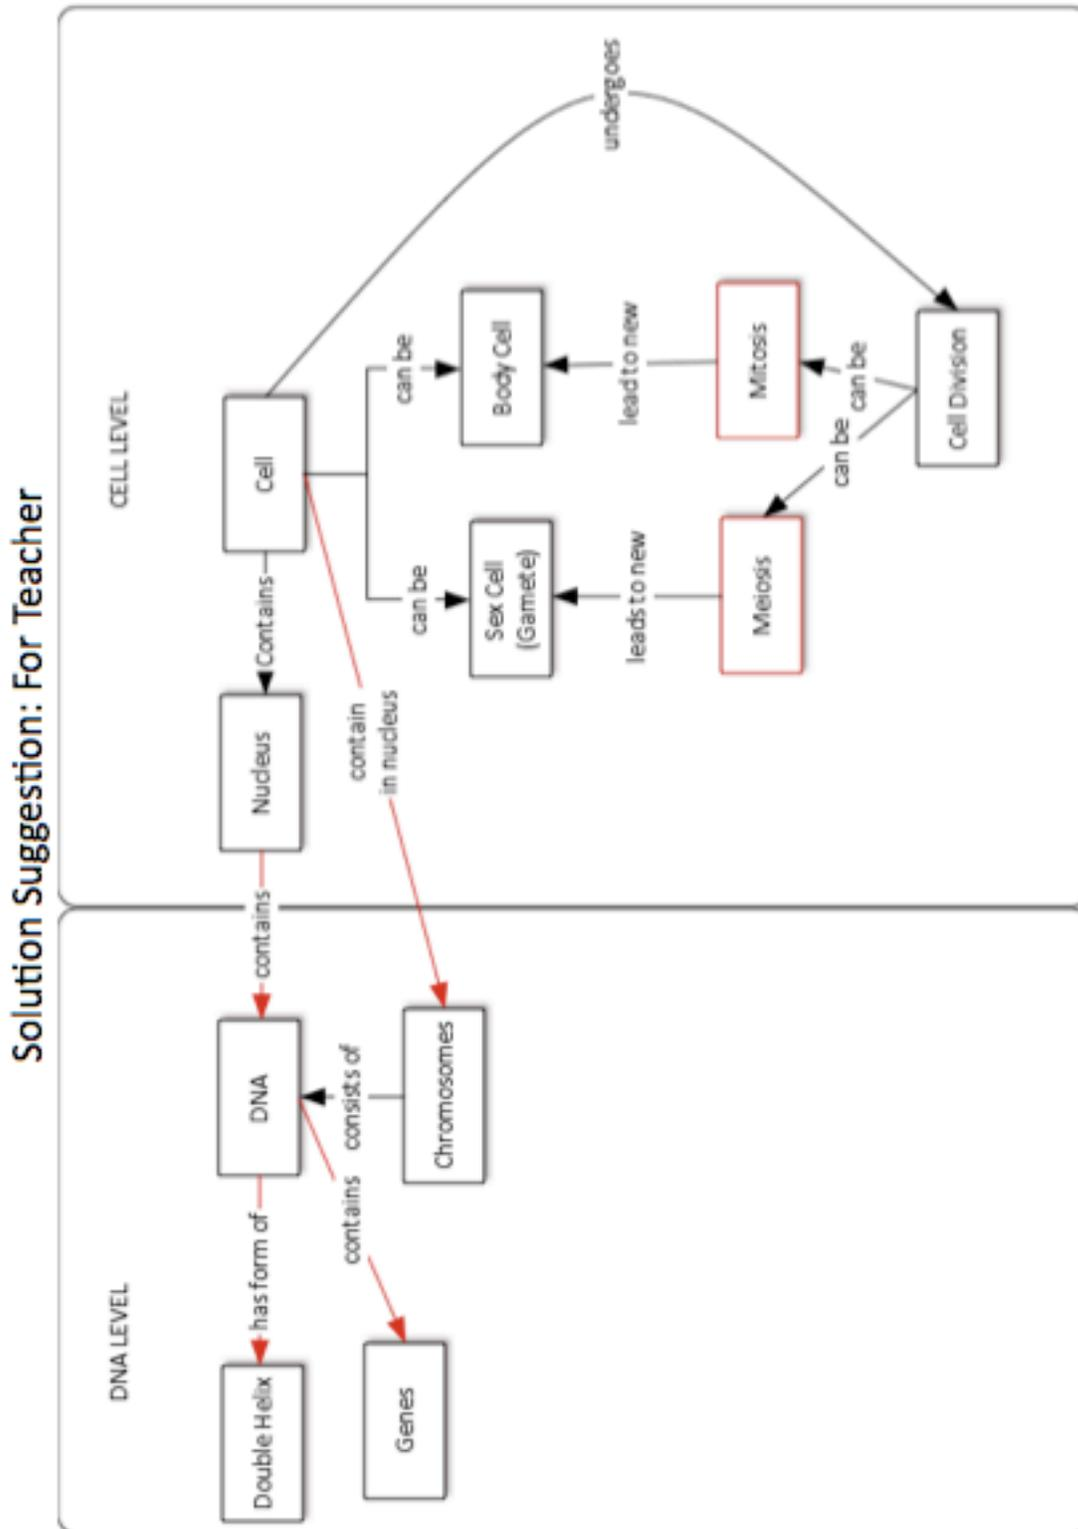 Solution Suggestion: For Teacher
DNA LEVEL
CELL LEVEL
Double Helix
has form of
DNA
contains
Nucleus
Contains
Cell
undergoes
Genes
contains
consists of
Chromosomes
contain
in nucleus
can be
can be
Sex Cell
(Gamete)
Body Cell
leads to new
lead to new
Meiosis
Mitosis
can be
can be
Cell Division